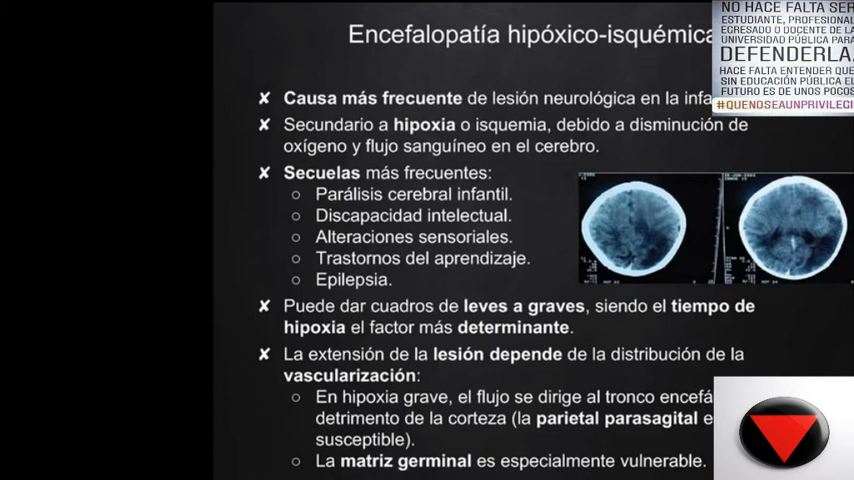 Encefalopatía hipóxico-isquémica
NO HACE FALTA SER
ESTUDIANTE, PROFESIONAL
EGRESADO O DOCENTE DE LA
UNIVERSIDAD PÚBLICA PARA
DEFENDERLA.
HACE FALTA ENTENDER QUE
SIN EDUCACIÓN PÚBLICA EL
FUTURO ES DE UNOS POCOS
#QUENOSEAUNPRIVILEGI
✘ Causa más frecuente de lesión neurológica en la infa
✘ Secundario a hipoxia o isquemia, debido a disminución de
oxígeno y flujo sanguíneo en el cerebro.
✘ Secuelas más frecuentes:
○ Parálisis cerebral infantil.
○ Discapacidad intelectual.
○ Alteraciones sensoriales.
○ Trastornos del aprendizaje.
○ Epilepsia.
✘ Puede dar cuadros de leves a graves, siendo el tiempo de
hipoxia el factor más determinante.
✘ La extensión de la lesión depende de la distribución de la
vascularización:
○ En hipoxia grave, el flujo se dirige al tronco encefá
detrimento de la corteza (la parietal parasagital e
susceptible).
○ La matriz germinal es especialmente vulnerable.